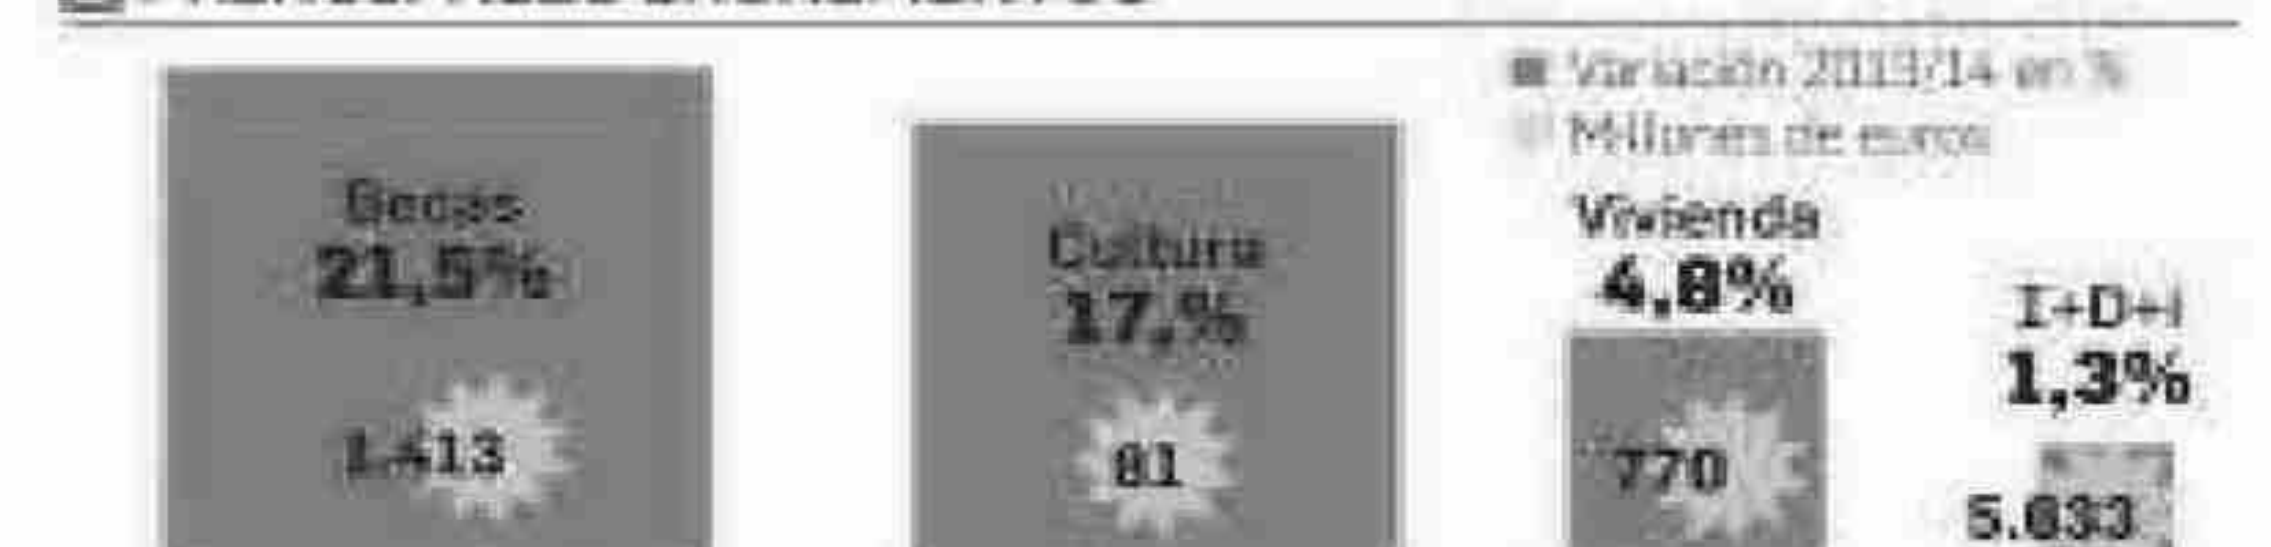 Variación 2013/14 en %
Millones de euros
Becas
21,5%
1.413
Cultura
17,%
81
Vivienda
4,8%
770
I+D+i
1,3%
5.633